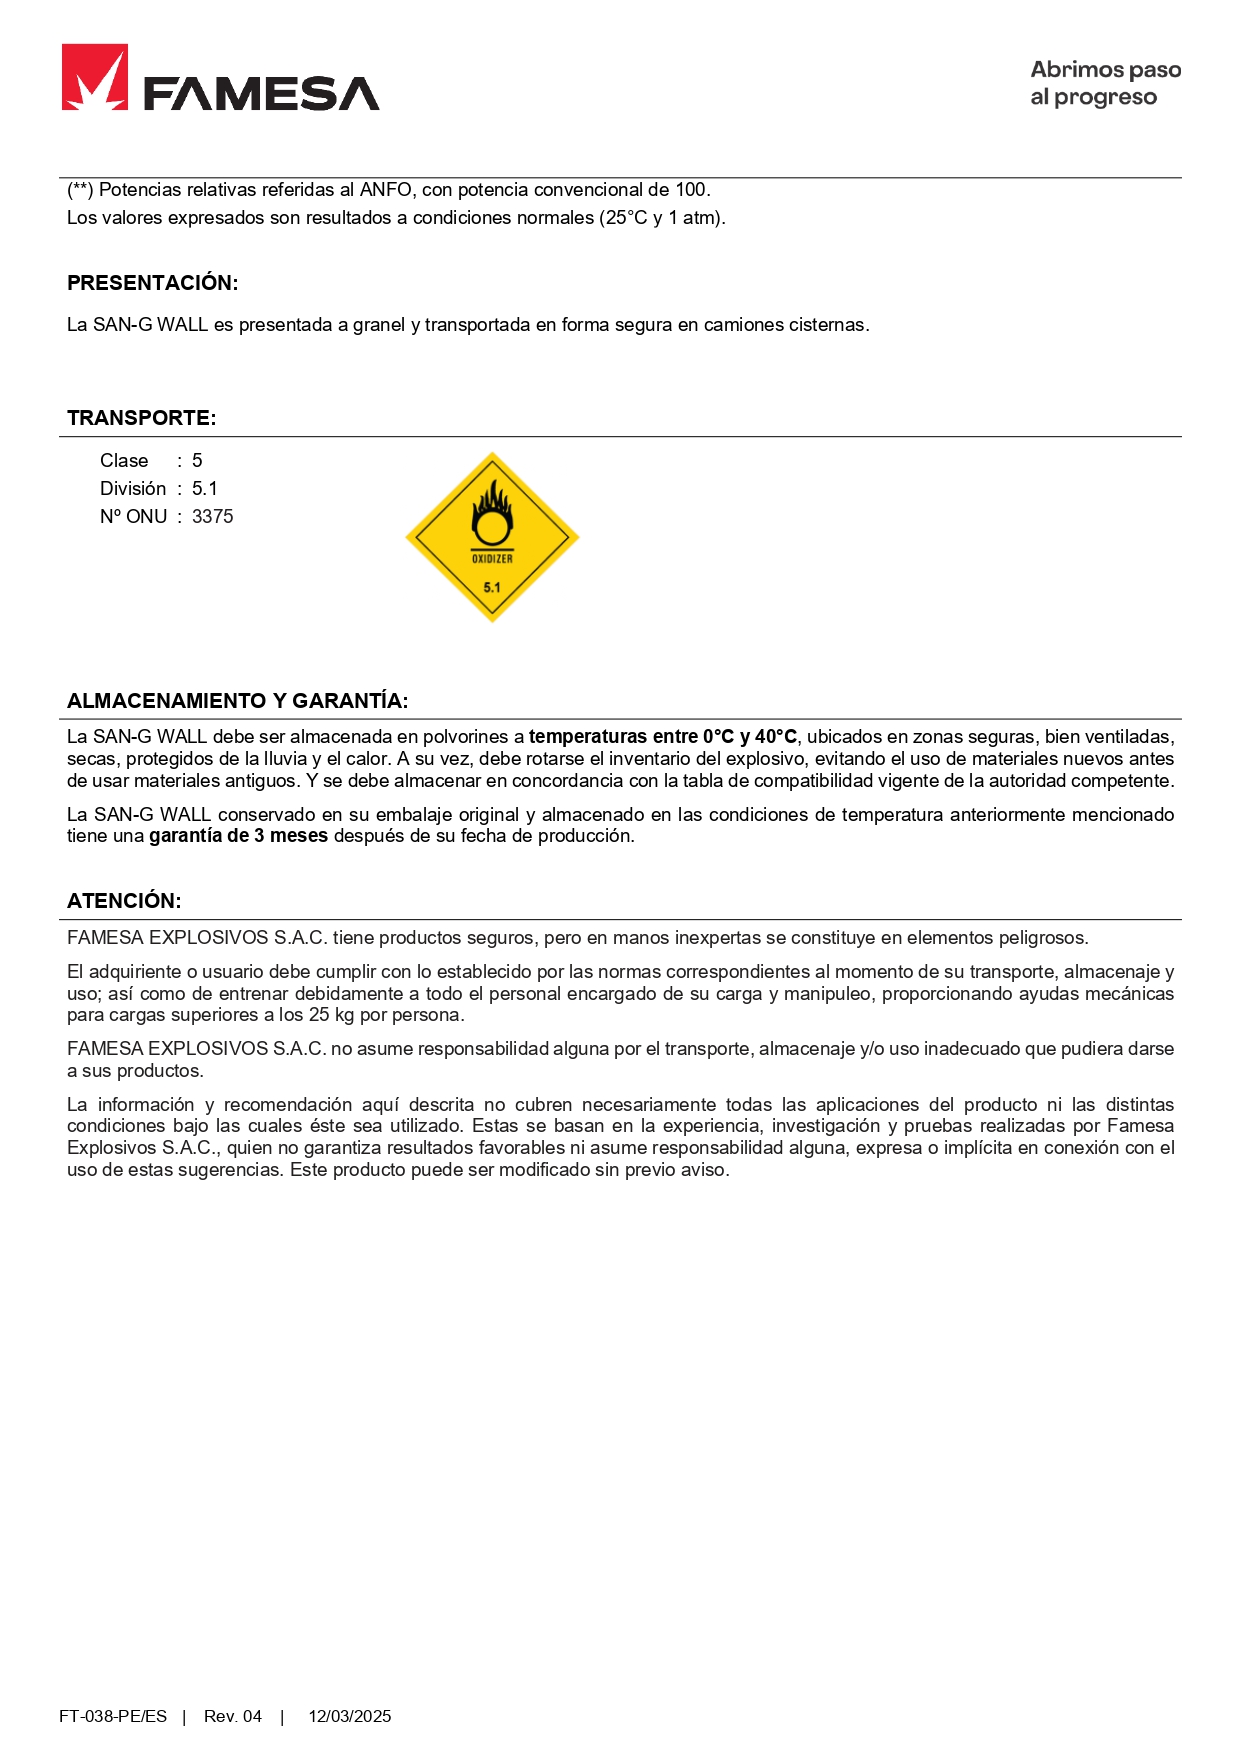 FAMESA
Abrimos paso
al progreso
(**) Potencias relativas referidas al ANFO, con potencia convencional de 100.
Los valores expresados son resultados a condiciones normales (25°C y 1 atm).
PRESENTACIÓN:
La SAN-G WALL es presentada a granel y transportada en forma segura en camiones cisternas.
TRANSPORTE:
Clase : 5
División : 5.1
Nº ONU : 3375
OXIDIZER
5.1
ALMACENAMIENTO Y GARANTÍA:
La SAN-G WALL debe ser almacenada en polvorines a temperaturas entre 0°C y 40°C, ubicados en zonas seguras, bien ventiladas,
secas, protegidos de la lluvia y el calor. A su vez, debe rotarse el inventario del explosivo, evitando el uso de materiales nuevos antes
de usar materiales antiguos. Y se debe almacenar en concordancia con la tabla de compatibilidad vigente de la autoridad competente.
La SAN-G WALL conservado en su embalaje original y almacenado en las condiciones de temperatura anteriormente mencionado
tiene una garantía de 3 meses después de su fecha de producción.
ATENCIÓN:
FAMESA EXPLOSIVOS S.A.C. tiene productos seguros, pero en manos inexpertas se constituye en elementos peligrosos.
El adquiriente o usuario debe cumplir con lo establecido por las normas correspondientes al momento de su transporte, almacenaje y
uso; así como de entrenar debidamente a todo el personal encargado de su carga y manipuleo, proporcionando ayudas mecánicas
para cargas superiores a los 25 kg por persona.
FAMESA EXPLOSIVOS S.A.C. no asume responsabilidad alguna por el transporte, almacenaje y/o uso inadecuado que pudiera darse
a sus productos.
La información y recomendación aquí descrita no cubren necesariamente todas las aplicaciones del producto ni las distintas
condiciones bajo las cuales éste sea utilizado. Estas se basan en la experiencia, investigación y pruebas realizadas por Famesa
Explosivos S.A.C., quien no garantiza resultados favorables ni asume responsabilidad alguna, expresa o implícita en conexión con el
uso de estas sugerencias. Este producto puede ser modificado sin previo aviso.
FT-038-PE/ES | Rev. 04 | 12/03/2025